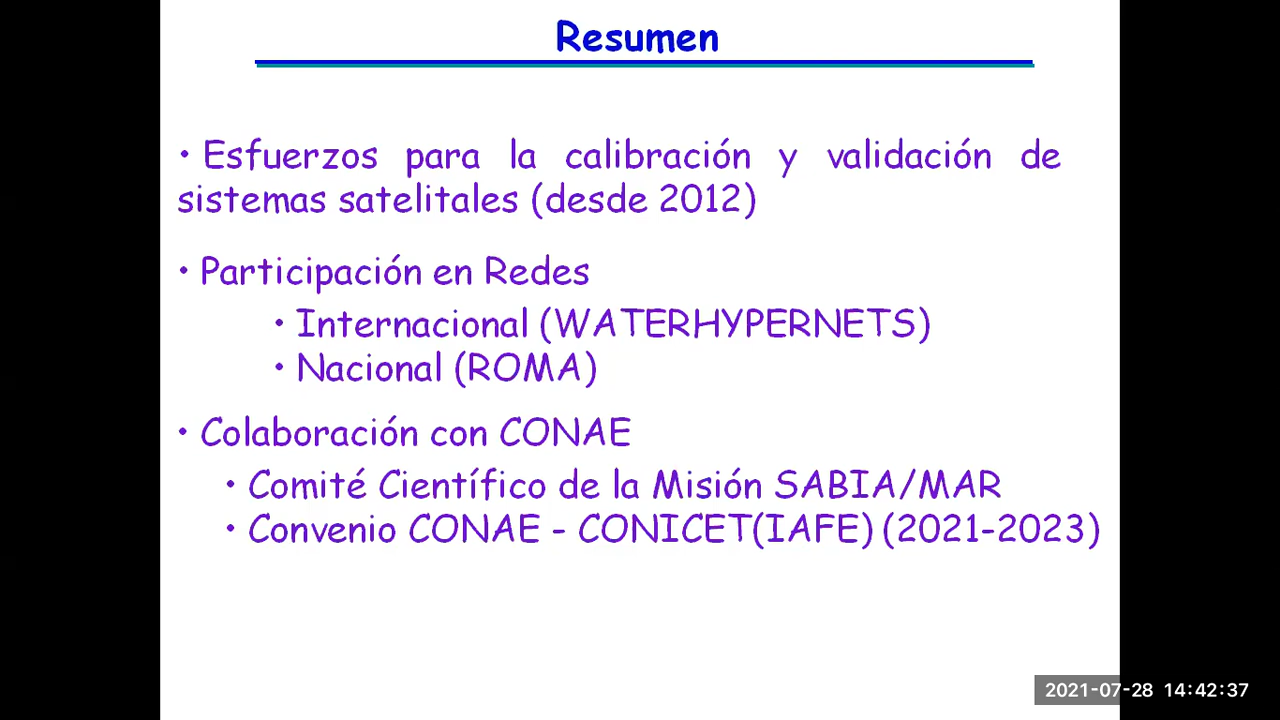 Resumen
• Esfuerzos para la calibración y validación de
sistemas satelitales (desde 2012)
• Participación en Redes
• Internacional (WATERHYPERNETS)
• Nacional (ROMA)
• Colaboración con CONAE
• Comité Científico de la Misión SABIA/MAR
• Convenio CONAE - CONICET(IAFE) (2021-2023)
2021-07-28 14:42:37